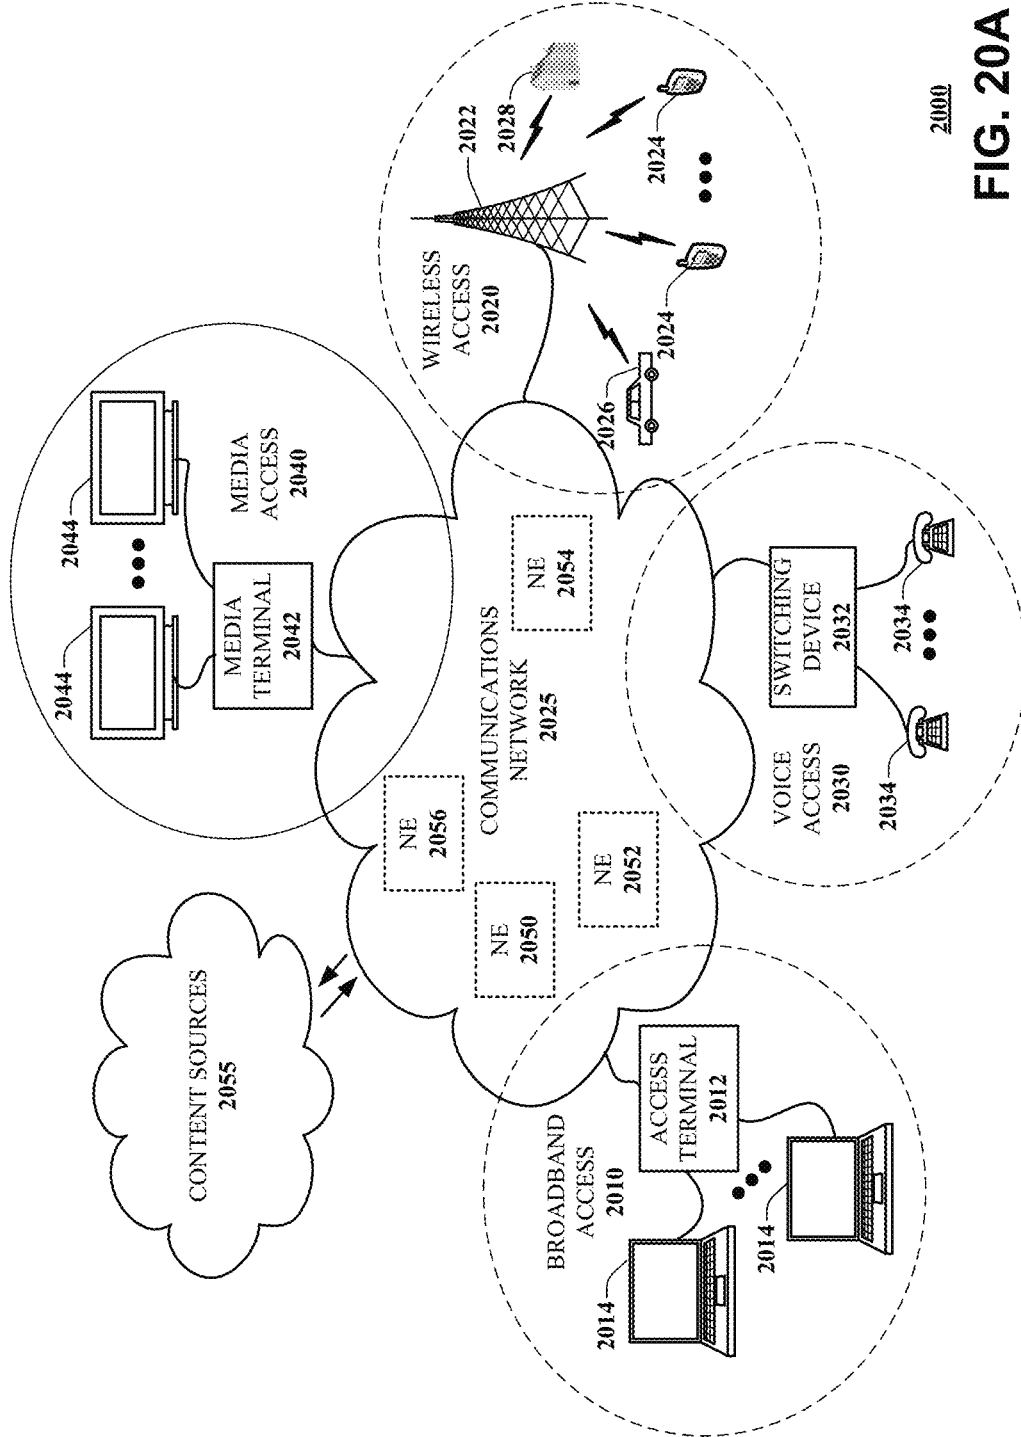 2000
FIG. 20A
CONTENT SOURCES
2055
2044
2044
MEDIA
TERMINAL
2042
MEDIA
ACCESS
2040
BROADBAND
ACCESS
2010
2014
2014
ACCESS
TERMINAL
2012
NE
2050
NE
2056
NE
2052
NE
2054
COMMUNICATIONS
NETWORK
2025
WIRELESS
ACCESS
2020
2022
2028
2024
2024
2026
VOICE
ACCESS
2030
SWITCHING
DEVICE
2032
2034
2034